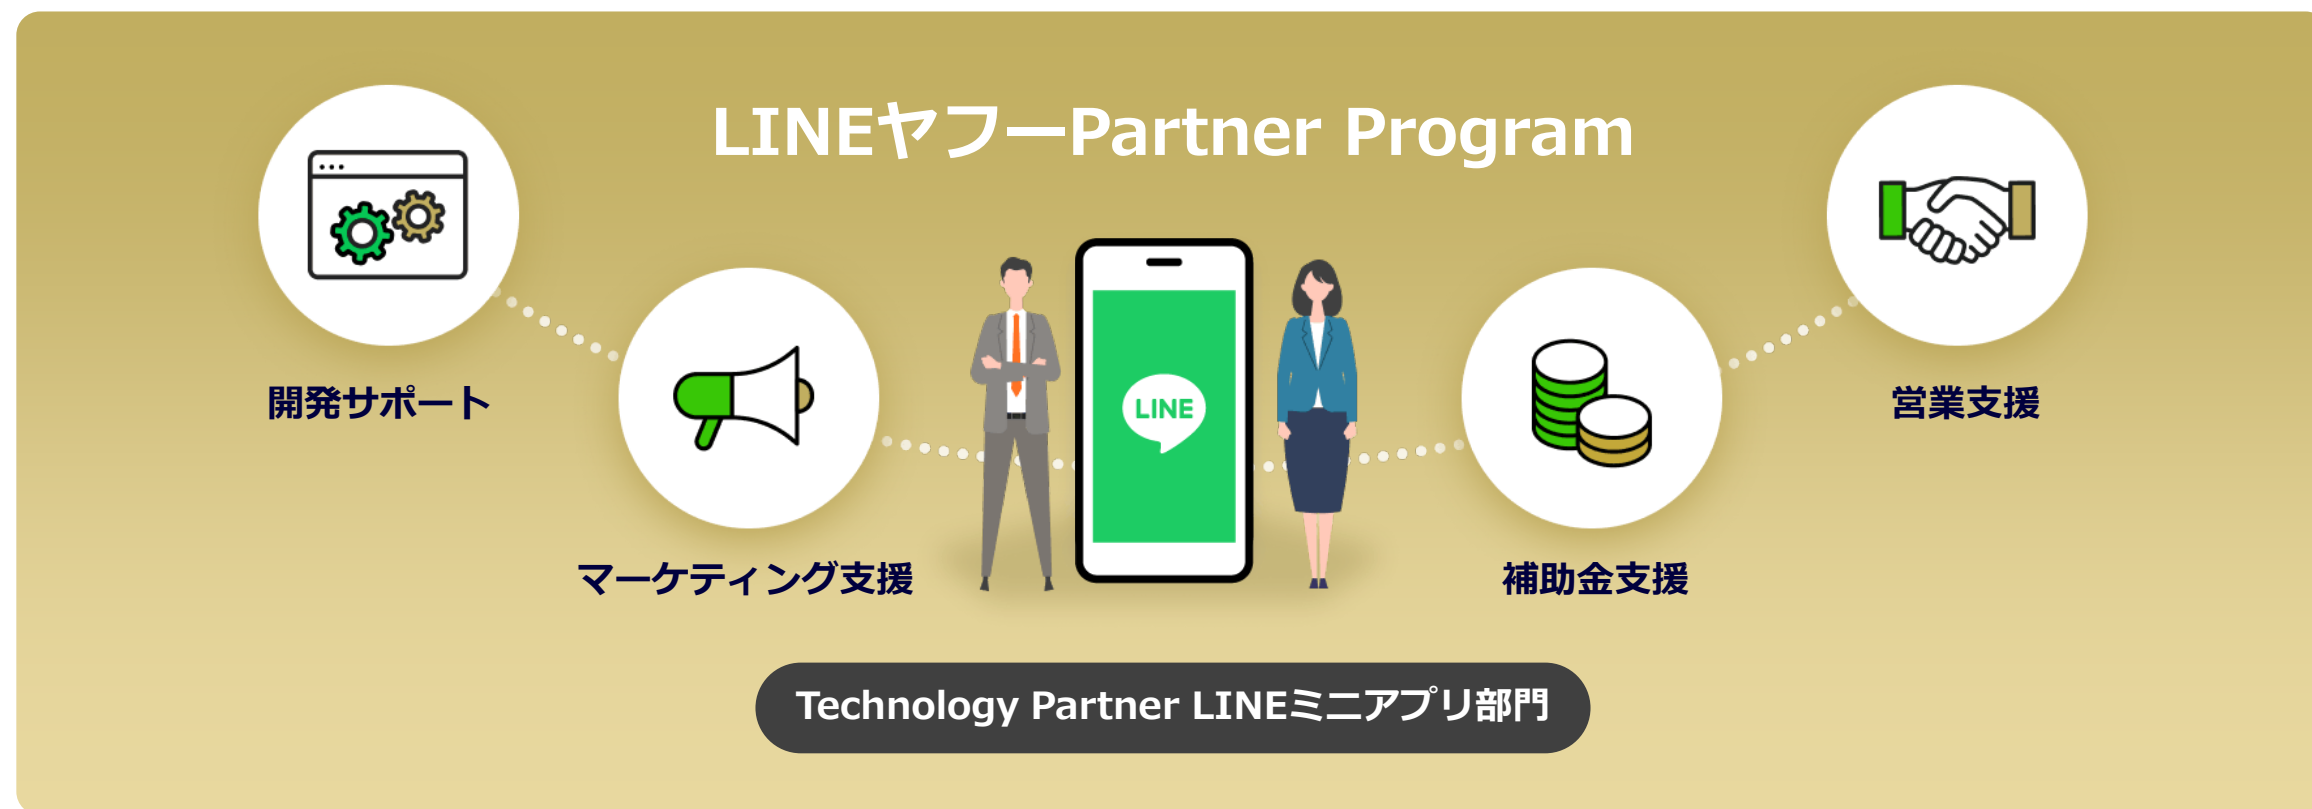 LINEヤフーPartner Program
開発サポート
マーケティング支援
LINE
補助金支援
営業支援
Technology Partner LINEミニアプリ部門